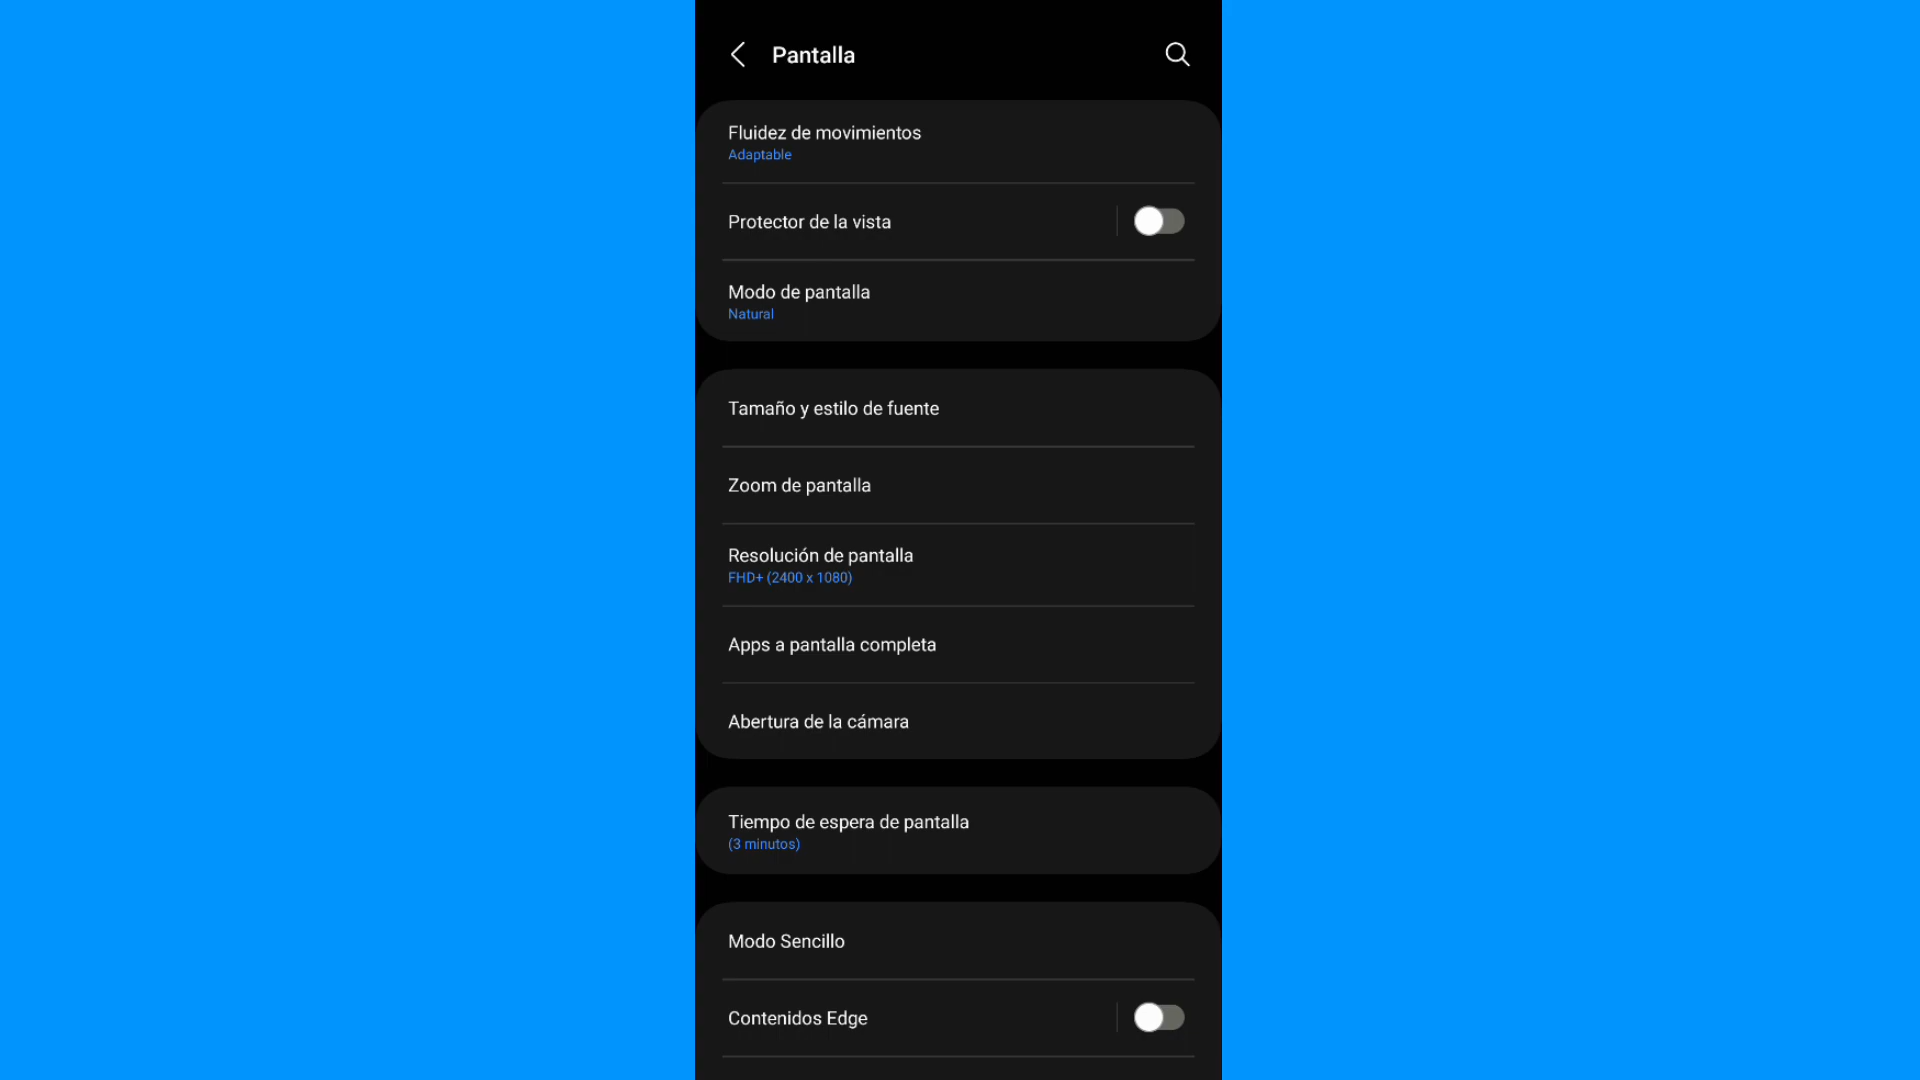 Pantalla
Fluidez de movimientos
Adaptable
Protector de la vista
Modo de pantalla
Natural
Tamaño y estilo de fuente
Zoom de pantalla
Resolución de pantalla
FHD+ (2400 x 1080)
Apps a pantalla completa
Abertura de la cámara
Tiempo de espera de pantalla
(3 minutos)
Modo Sencillo
Contenidos Edge